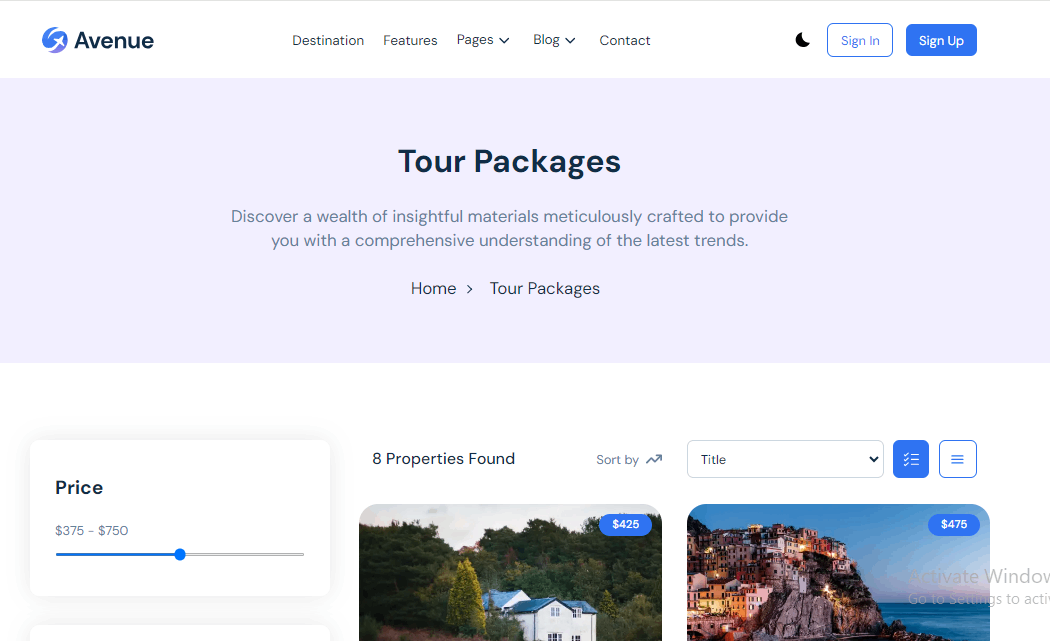 Avenue
Destination Features Pages Blog Contact Sign In Sign Up
Tour Packages
Discover a wealth of insightful materials meticulously crafted to provide
you with a comprehensive understanding of the latest trends.
Home > Tour Packages
Price
$375 - $750
8 Properties Found Sort by Title
$425
$475
Activate Window
Go to Settings to activ